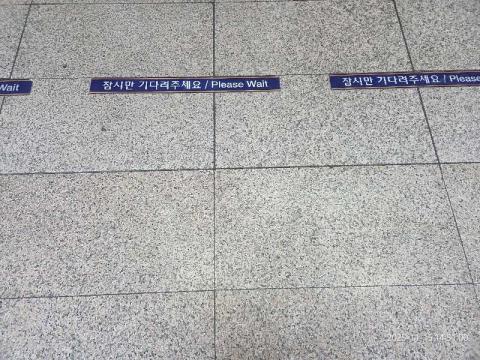 Wait
잠시만 기다려주세요 / Please Wait
잠시만 기다려주세요 / Please